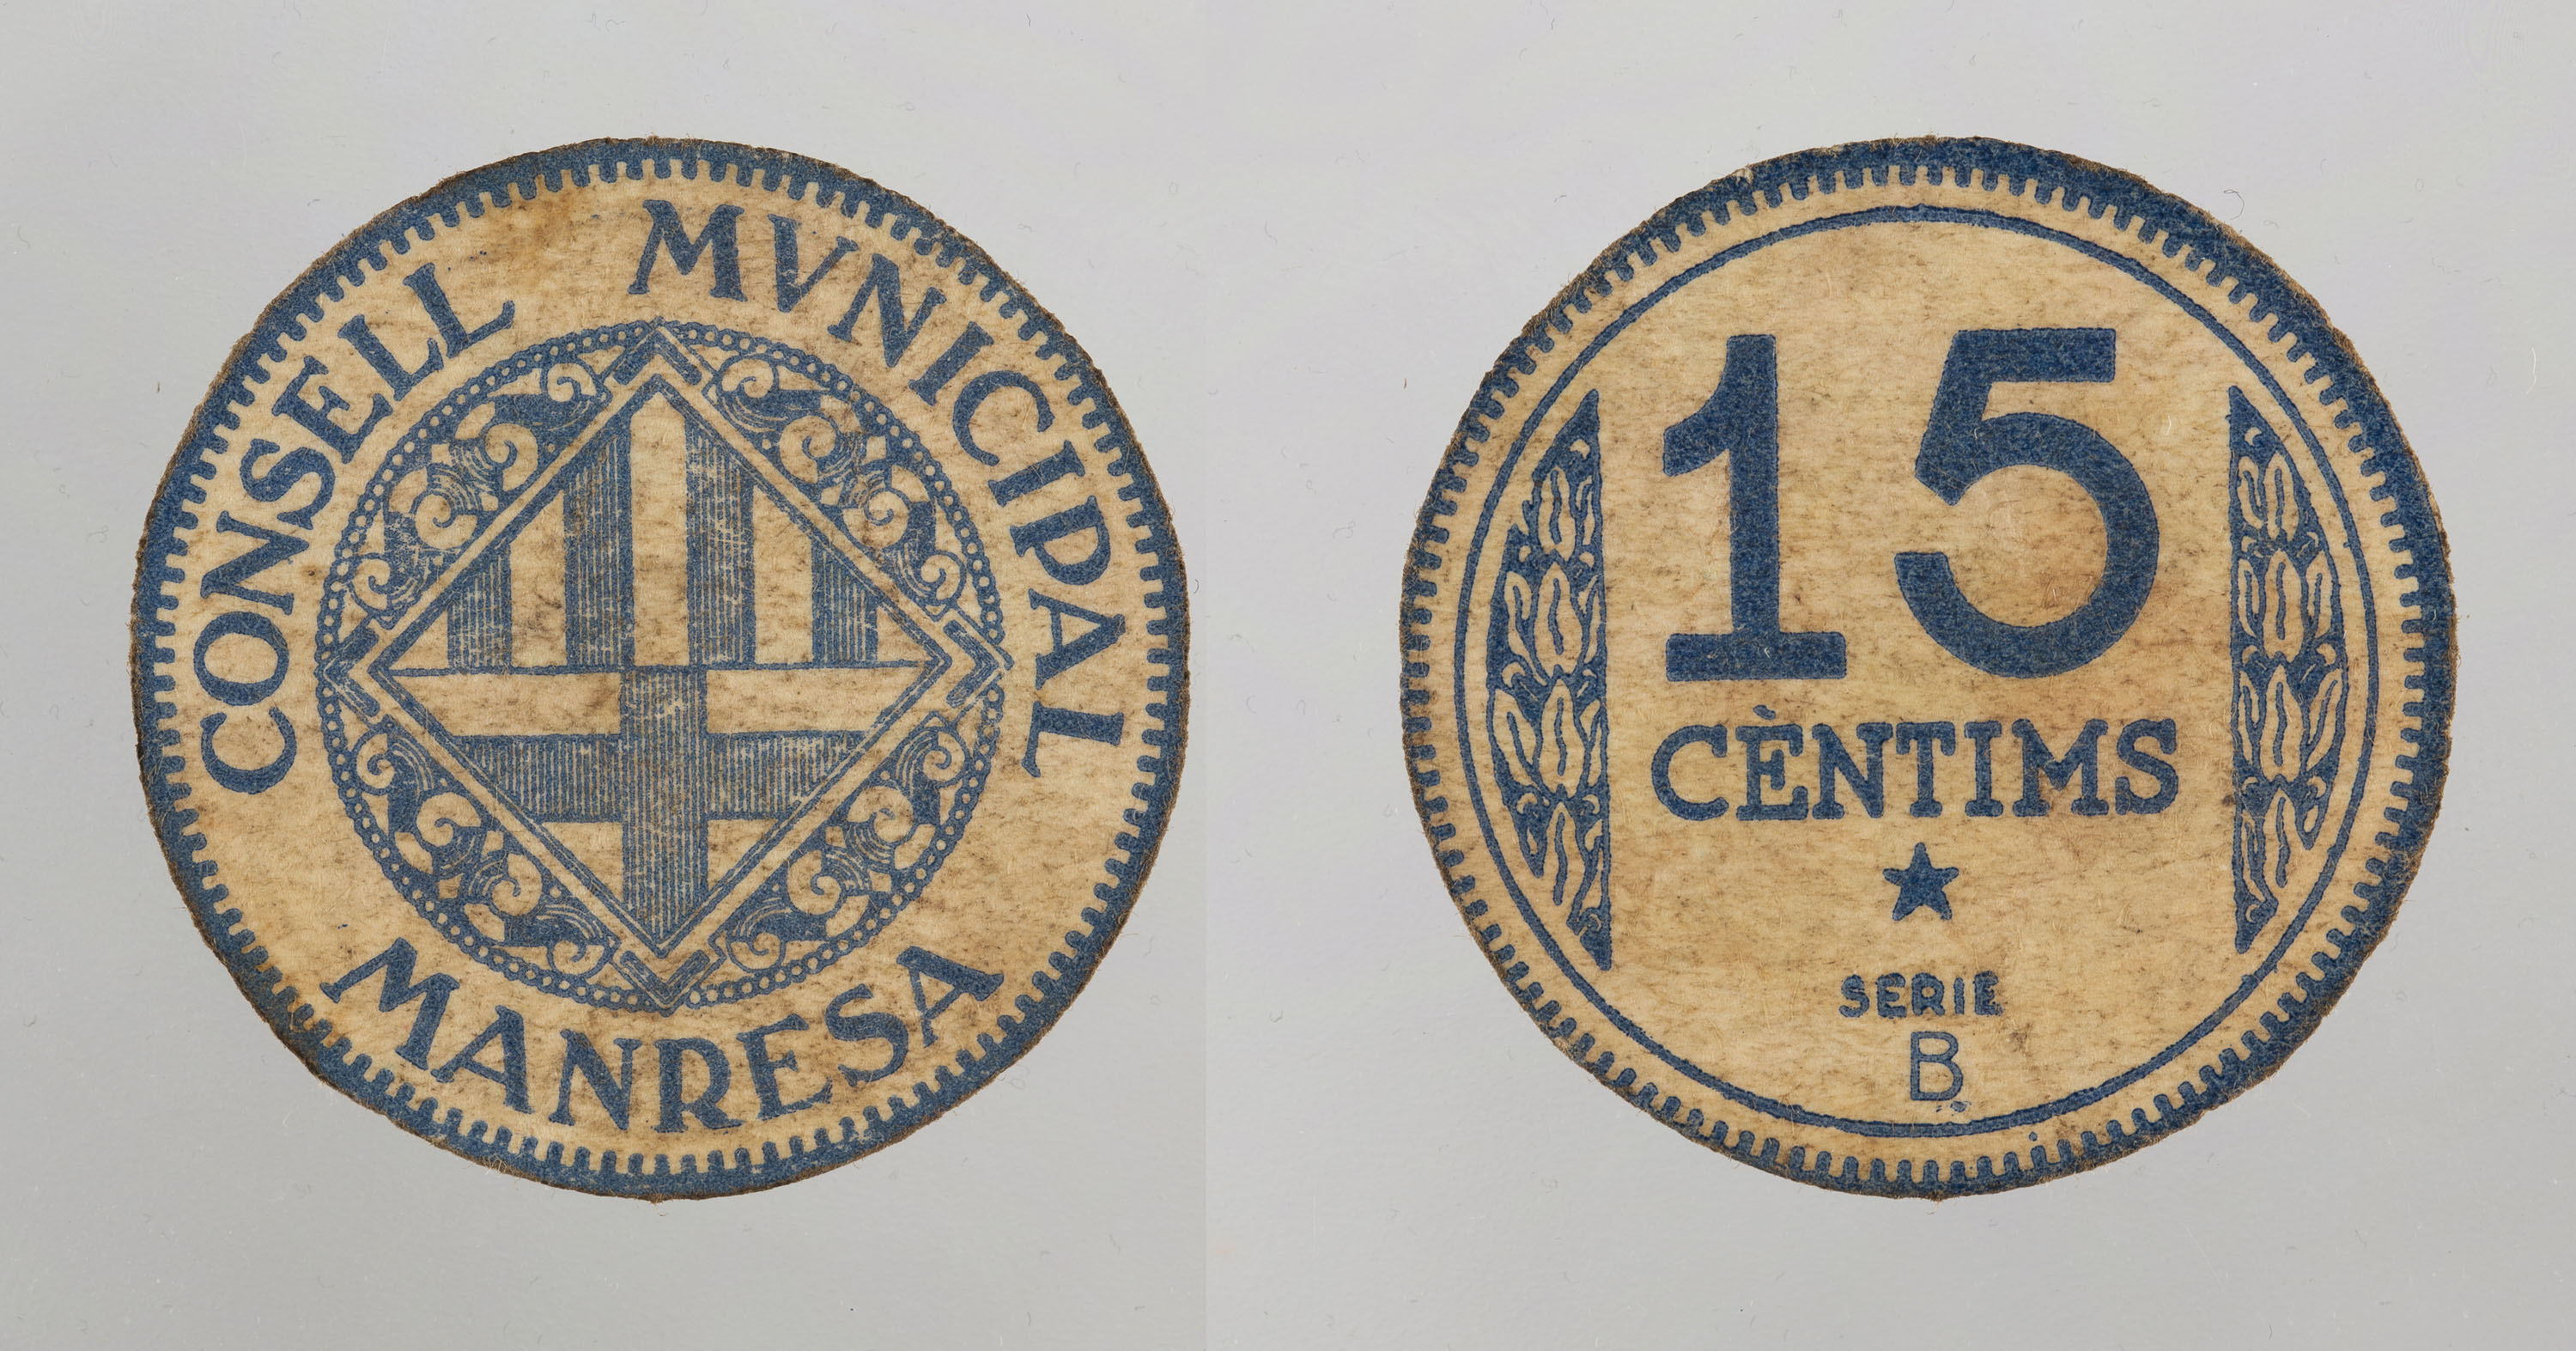 CONSELL MVNICIPAL
MANRESA
15
CÈNTIMS
SERIE
B